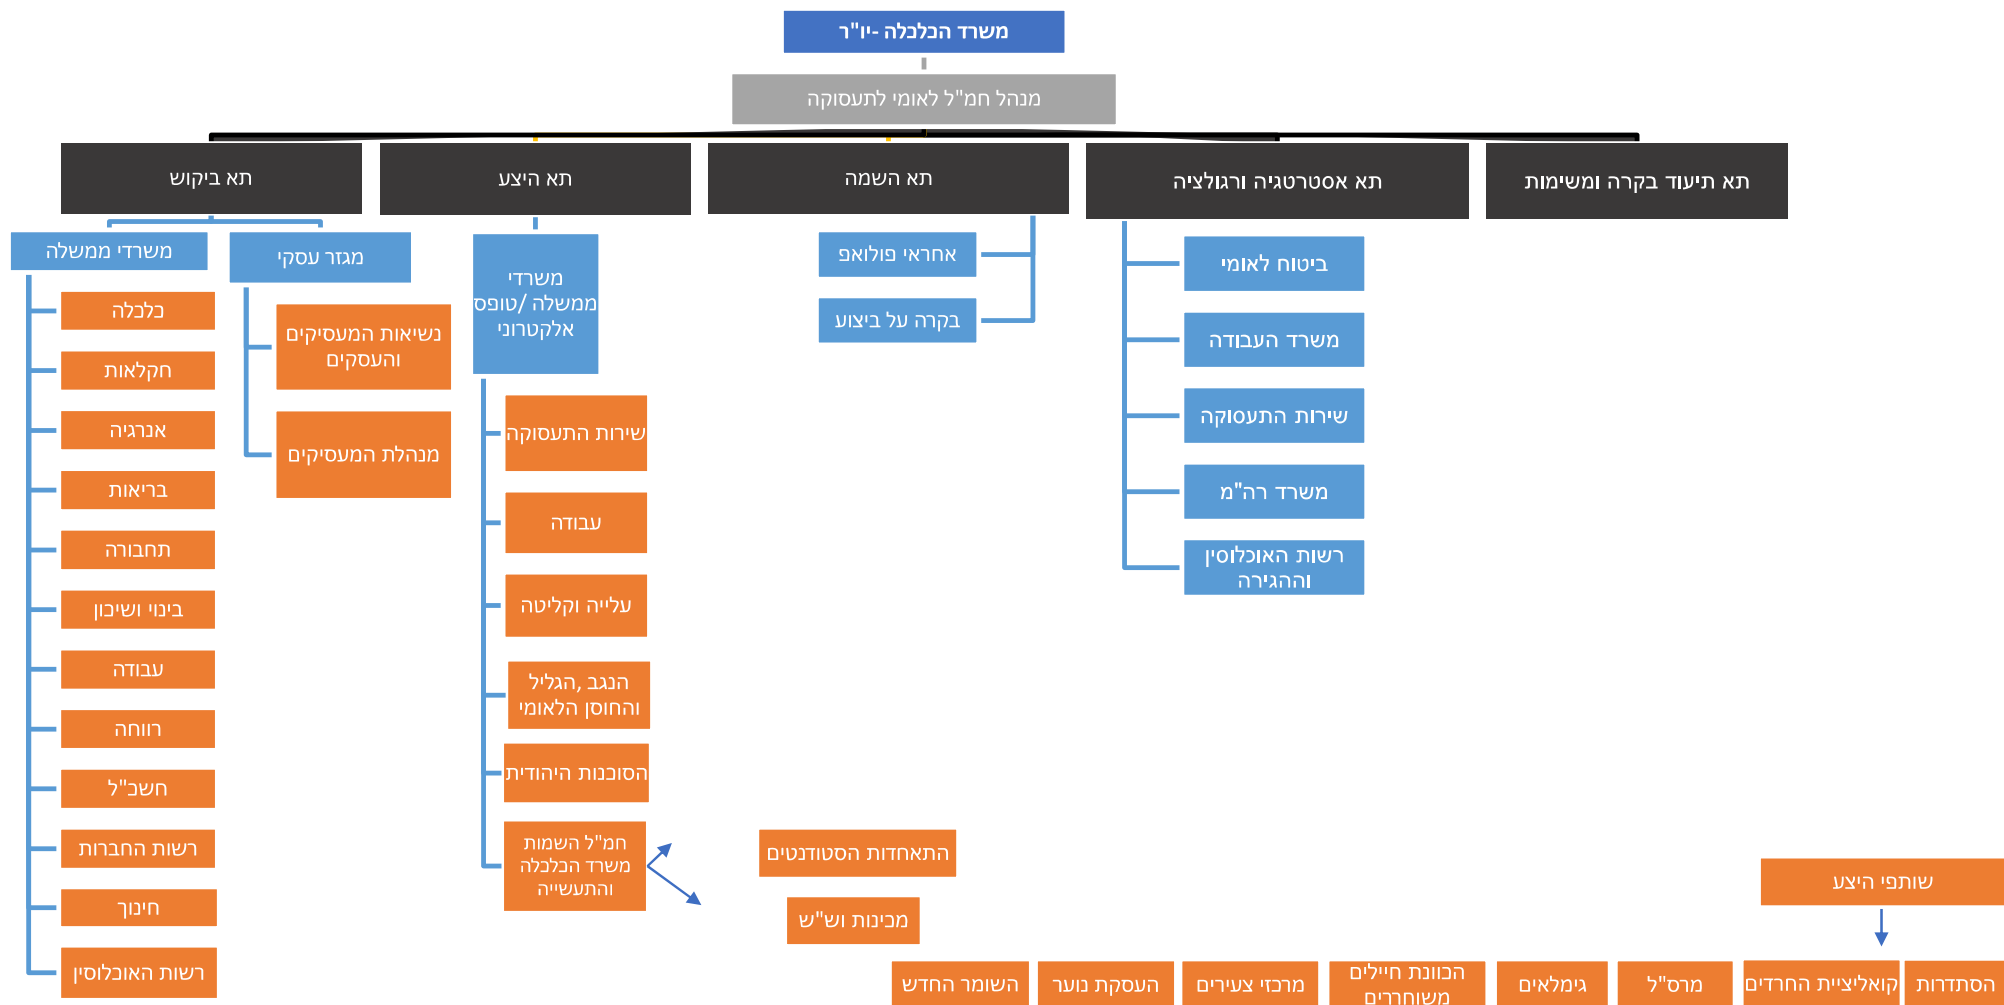 משרד הכלכלה -יו"ר
מנהל חמ"ל לאומי לתעסוקה
תא תיעוד בקרה ומשימות
תא אסטרטגיה ורגולציה
תא השמה
תא היצע
תא ביקוש
ביטוח לאומי
משרד העבודה
שירות התעסוקה
משרד רה"מ
רשות האוכלוסין
וההגירה
אחראי פולואפ
בקרה על ביצוע
משרדי
ממשלה /טופס
אלקטרוני
שירות התעסוקה
עבודה
עלייה וקליטה
הנגב ,הגליל
והחוסן הלאומי
הסוכנות היהודית
חמ"ל השמות
משרד הכלכלה
והתעשייה
התאחדות הסטודנטים
מכינות וש"ש
מגזר עסקי
נשיאות המעסיקים
והעסקים
מנהלת המעסיקים
משרדי ממשלה
כלכלה
חקלאות
אנרגיה
בריאות
תחבורה
בינוי ושיכון
עבודה
רווחה
חשכ"ל
רשות החברות
חינוך
רשות האוכלוסין
שותפי היצע
הסתדרות
קואליציית החרדים
מרס"ל
גימלאים
הכוונת חיילים
משוחררים
מרכזי צעירים
העסקת נוער
השומר החדש